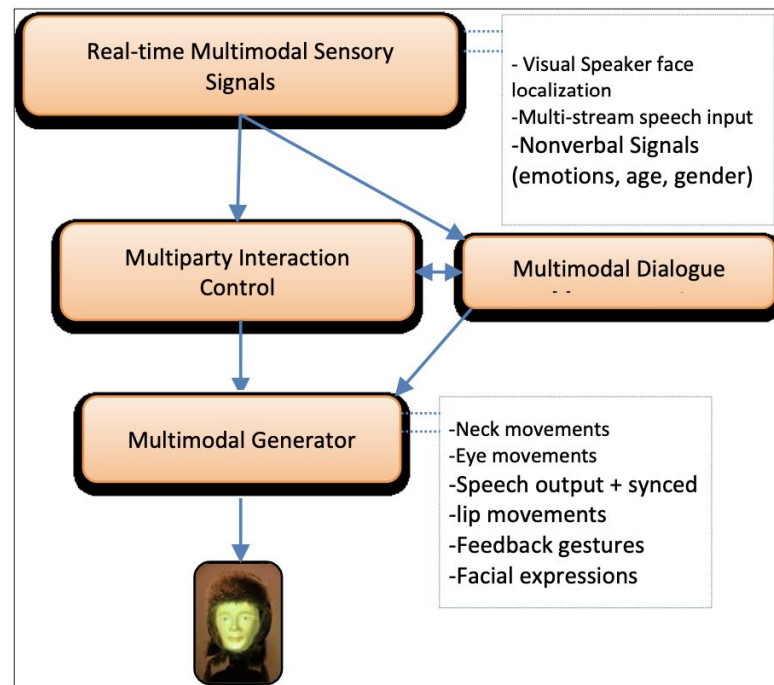 Real-time Multimodal Sensory
Signals
- Visual Speaker face
localization
-Multi-stream speech input
-Nonverbal Signals
(emotions, age, gender)
Multiparty Interaction
Control
Multimodal Dialogue
Multimodal Generator
-Neck movements
-Eye movements
-Speech output + synced
-lip movements
-Feedback gestures
-Facial expressions